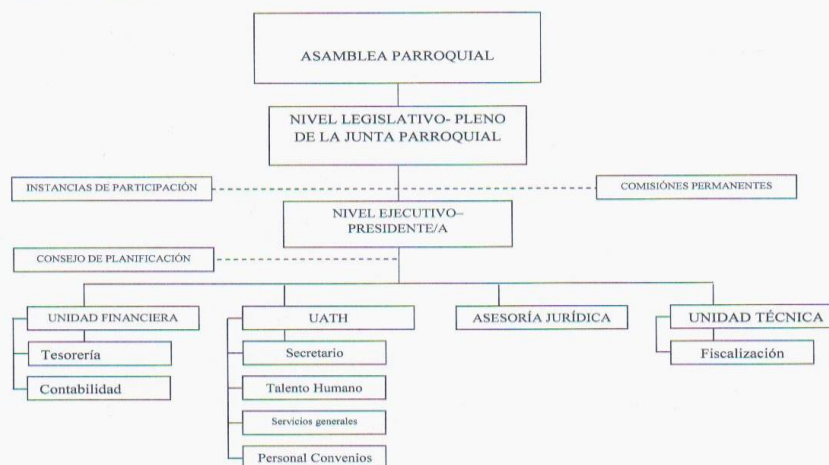 ASAMBLEA PARROQUIAL
NIVEL LEGISLATIVO- PLENO
DE LA JUNTA PARROQUIAL
INSTANCIAS DE PARTICIPACIÓN
COMISIÓNES PERMANENTES
NIVEL EJECUTIVO–
PRESIDENTE/A
CONSEJO DE PLANIFICACIÓN
UNIDAD FINANCIERA
UATH
ASESORÍA JURÍDICA
UNIDAD TÉCNICA
Tesorería
Secretario
Fiscalización
Contabilidad
Talento Humano
Servicios generales
Personal Convenios